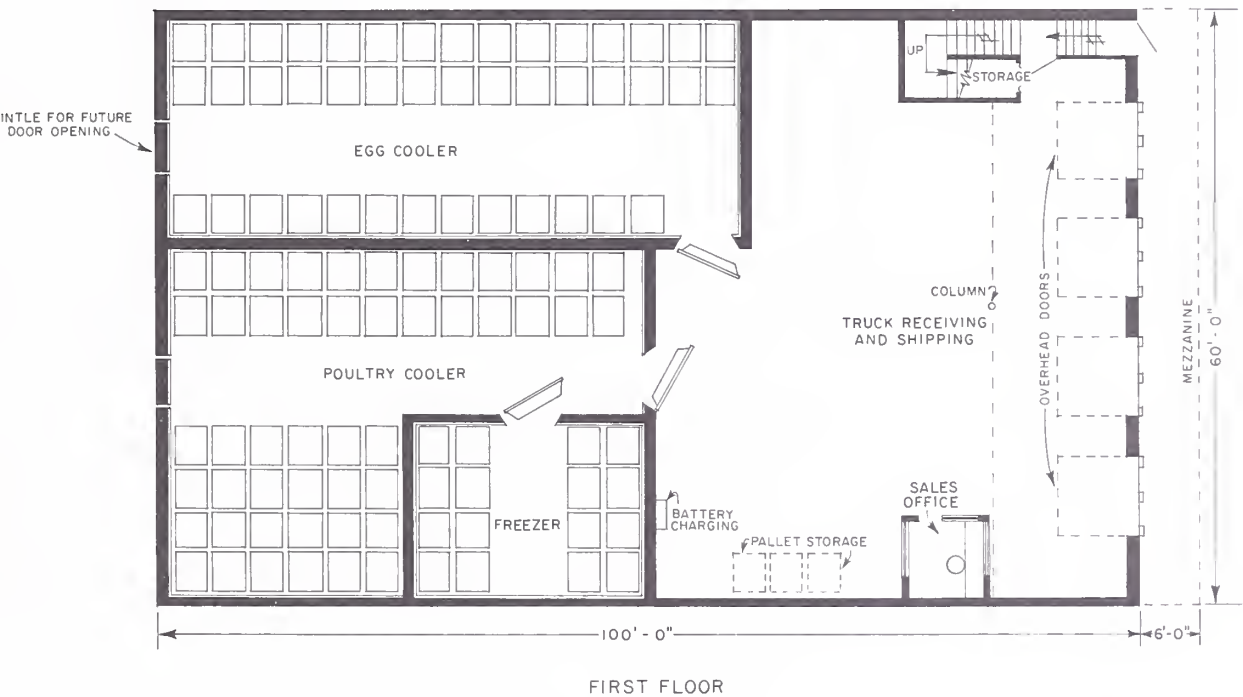 UP
STORAGE
INTLE FOR FUTURE
DOOR OPENING
EGG COOLER
COLUMN
TRUCK RECEIVING
AND SHIPPING
OVERHEAD DOORS
MEZZANINE
60'-0"
POULTRY COOLER
FREEZER
BATTERY
CHARGING
SALES
OFFICE
PALLET STORAGE
100'-0"
6'-0"
FIRST FLOOR